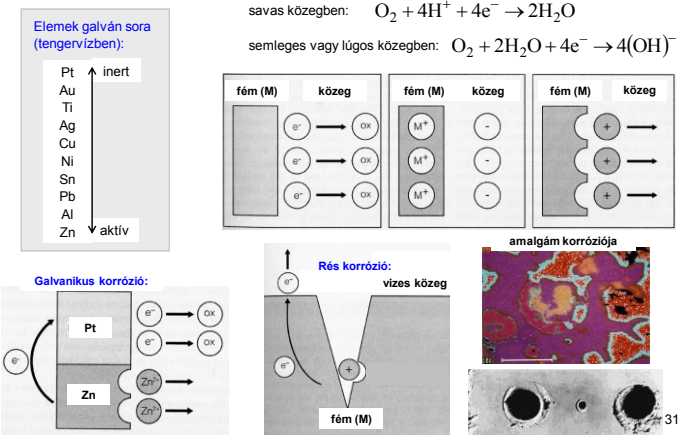 Elemek galván sora
(tengervízben):
Pt inert
Au
Ti
Ag
Cu
Ni
Sn
Pb
Al
Zn aktív
savas közegben: O₂ + 4H⁺ + 4e⁻ → 2H₂O
semleges vagy lúgos közegben: O₂ + 2H₂O + 4e⁻ → 4(OH)⁻
fém (M) közeg
e⁻ ox
e⁻ ox
e⁻ ox
fém (M) közeg
M⁺ -
M⁺ -
M⁺ -
fém (M) közeg
+
+
+
Galvanikus korrózió:
Pt
Zn
e⁻
e⁻ ox
e⁻ ox
Zn²⁺
Zn²⁺
Rés korrózió:
vizes közeg
e⁻
e⁻
+
fém (M)
amalgám korróziója
31